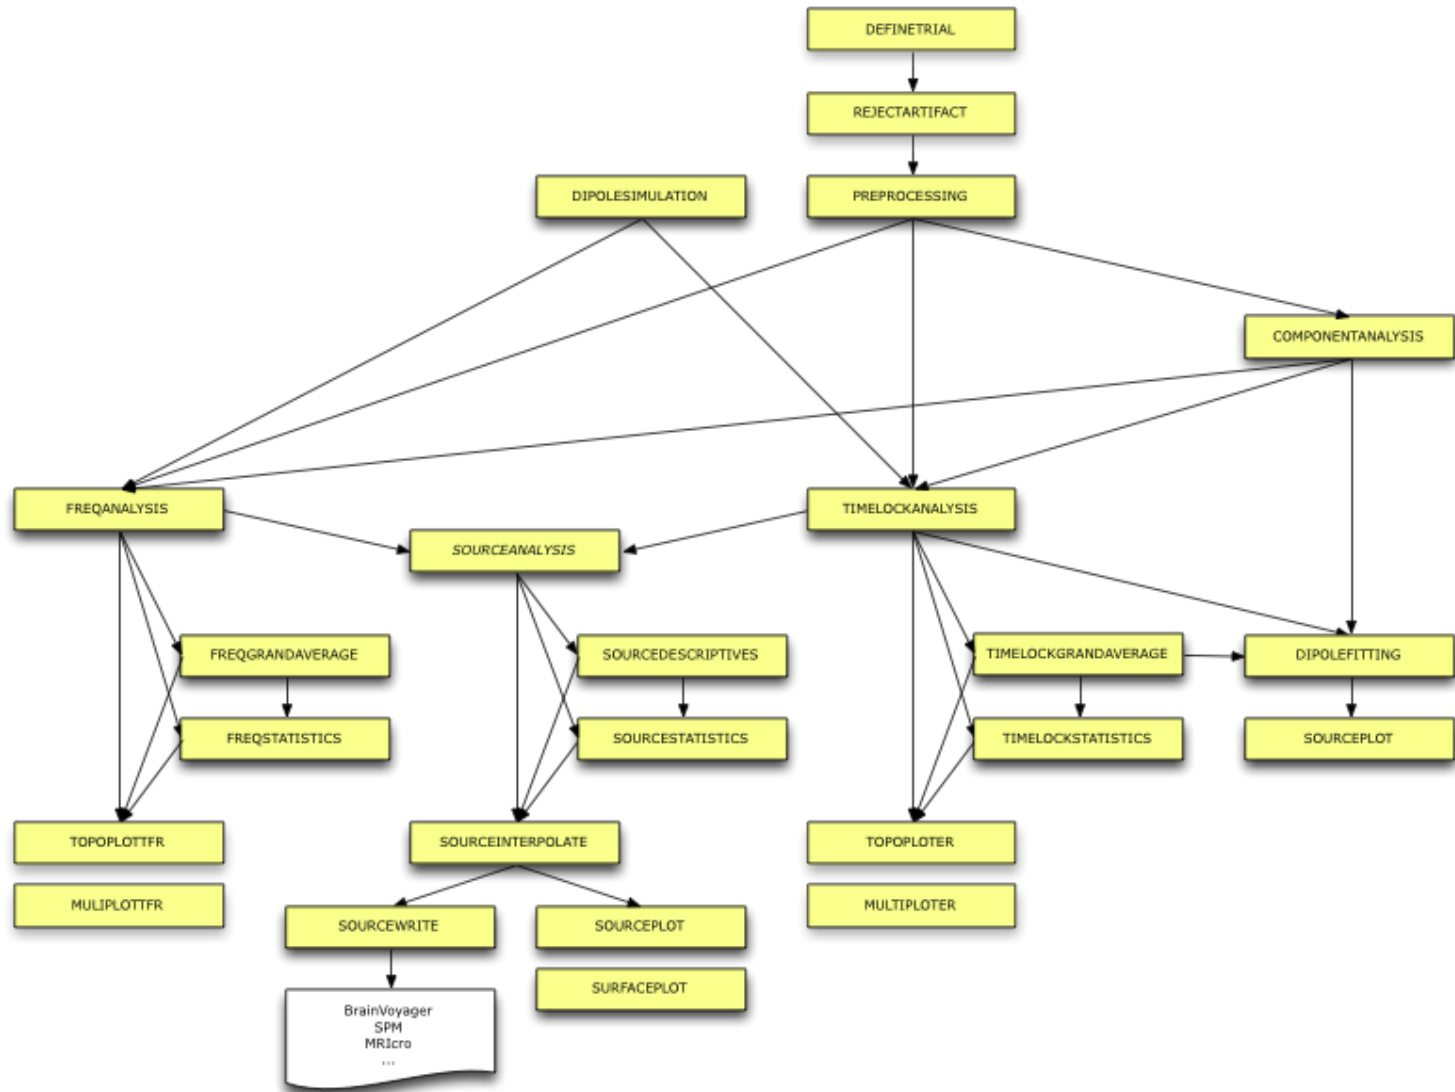 DEFINETRIAL
REJECTARTIFACT
DIPOLESIMULATION
PREPROCESSING
COMPONENTANALYSIS
FREQANALYSIS
TIMELOCKANALYSIS
SOURCEANALYSIS
FREQGRANDAVERAGE
SOURCEDESCRIPTIVES
TIMELOCKGRANDAVERAGE
DIPOLEFITTING
FREQSTATISTICS
SOURCESTATISTICS
TIMELOCKSTATISTICS
SOURCEPLOT
TOPOPLOTTFR
SOURCEINTERPOLATE
TOPOPLOTER
MULIPLOTTFR
MULTIPLOTER
SOURCEWRITE
SOURCEPLOT
SURFACEPLOT
BrainVoyager
SPM
MRIcro
...